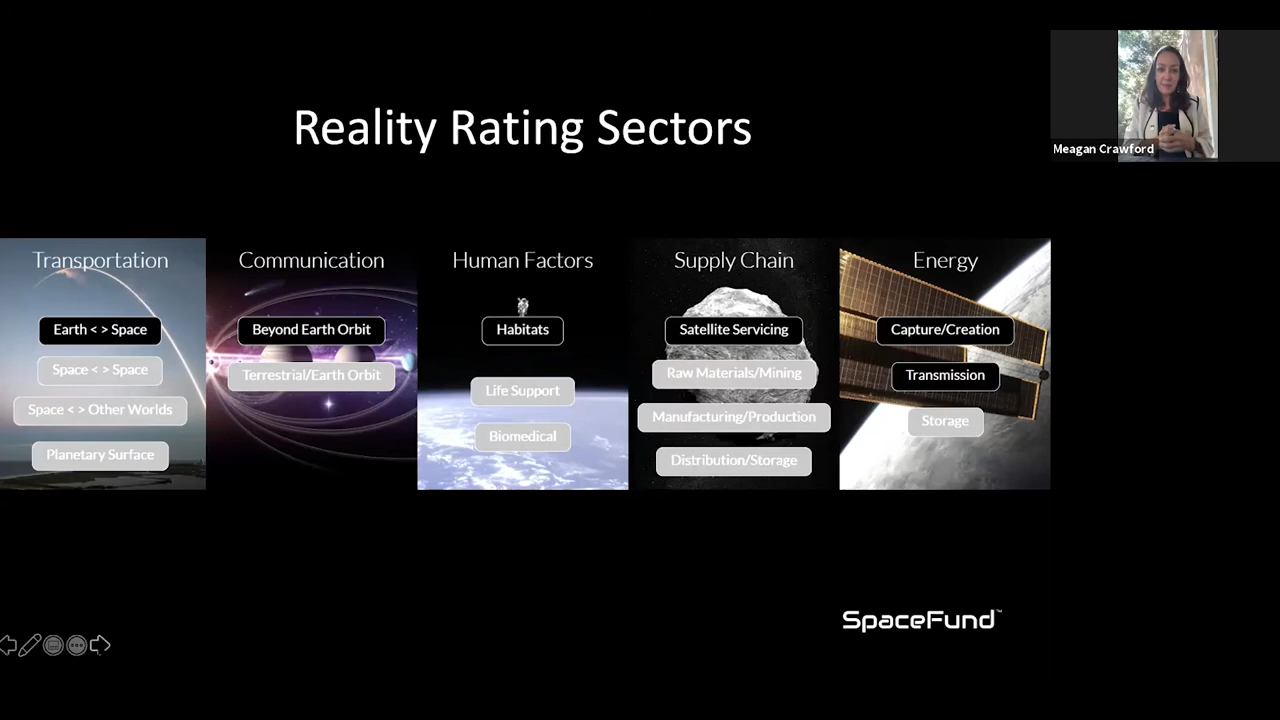 Reality Rating Sectors
Meagan Crawford
Transportation
Earth < > Space
Space < > Space
Space < > Other Worlds
Planetary Surface
Communication
Beyond Earth Orbit
Terrestrial/Earth Orbit
Human Factors
Habitats
Life Support
Biomedical
Supply Chain
Satellite Servicing
Raw Materials/Mining
Manufacturing/Production
Distribution/Storage
Energy
Capture/Creation
Transmission
Storage
SpaceFund™